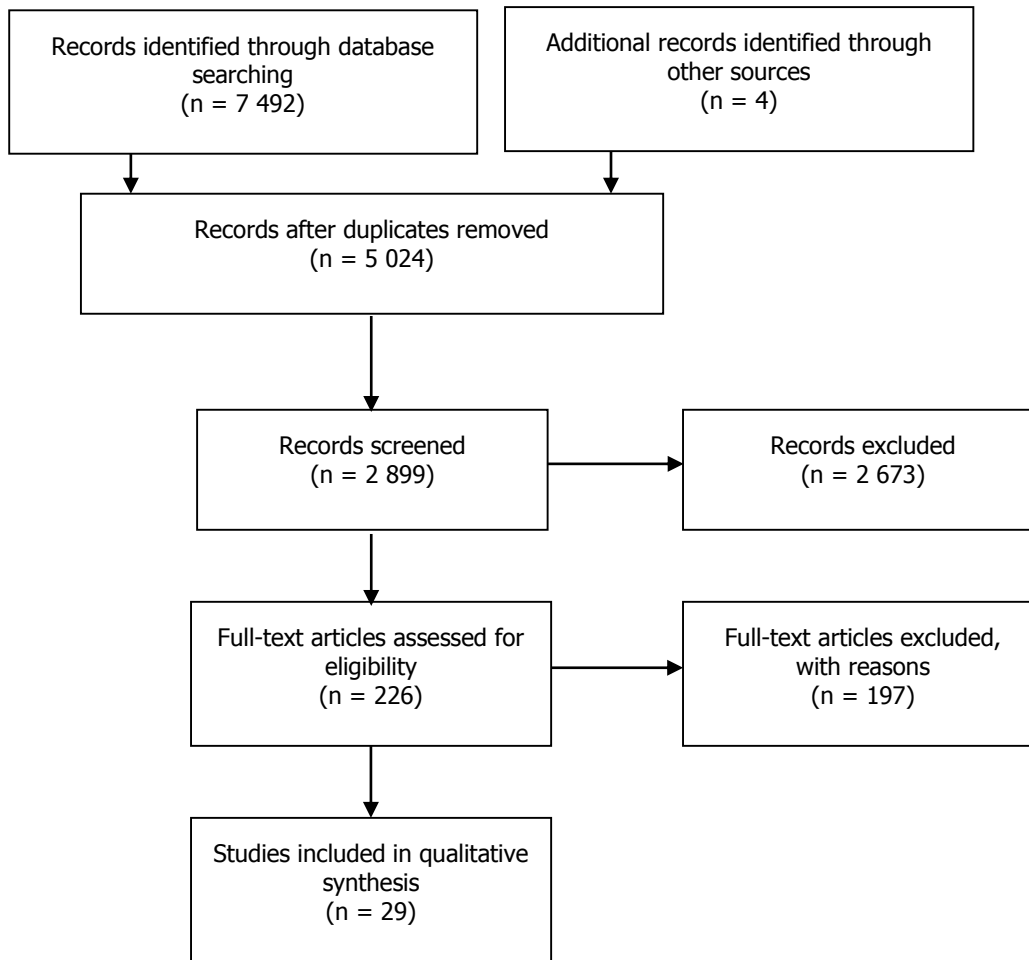 Records identified through database
searching
(n = 7 492)
Additional records identified through
other sources
(n = 4)
Records after duplicates removed
(n = 5 024)
Records screened
(n = 2 899)
Records excluded
(n = 2 673)
Full-text articles assessed for
eligibility
(n = 226)
Full-text articles excluded,
with reasons
(n = 197)
Studies included in qualitative
synthesis
(n = 29)